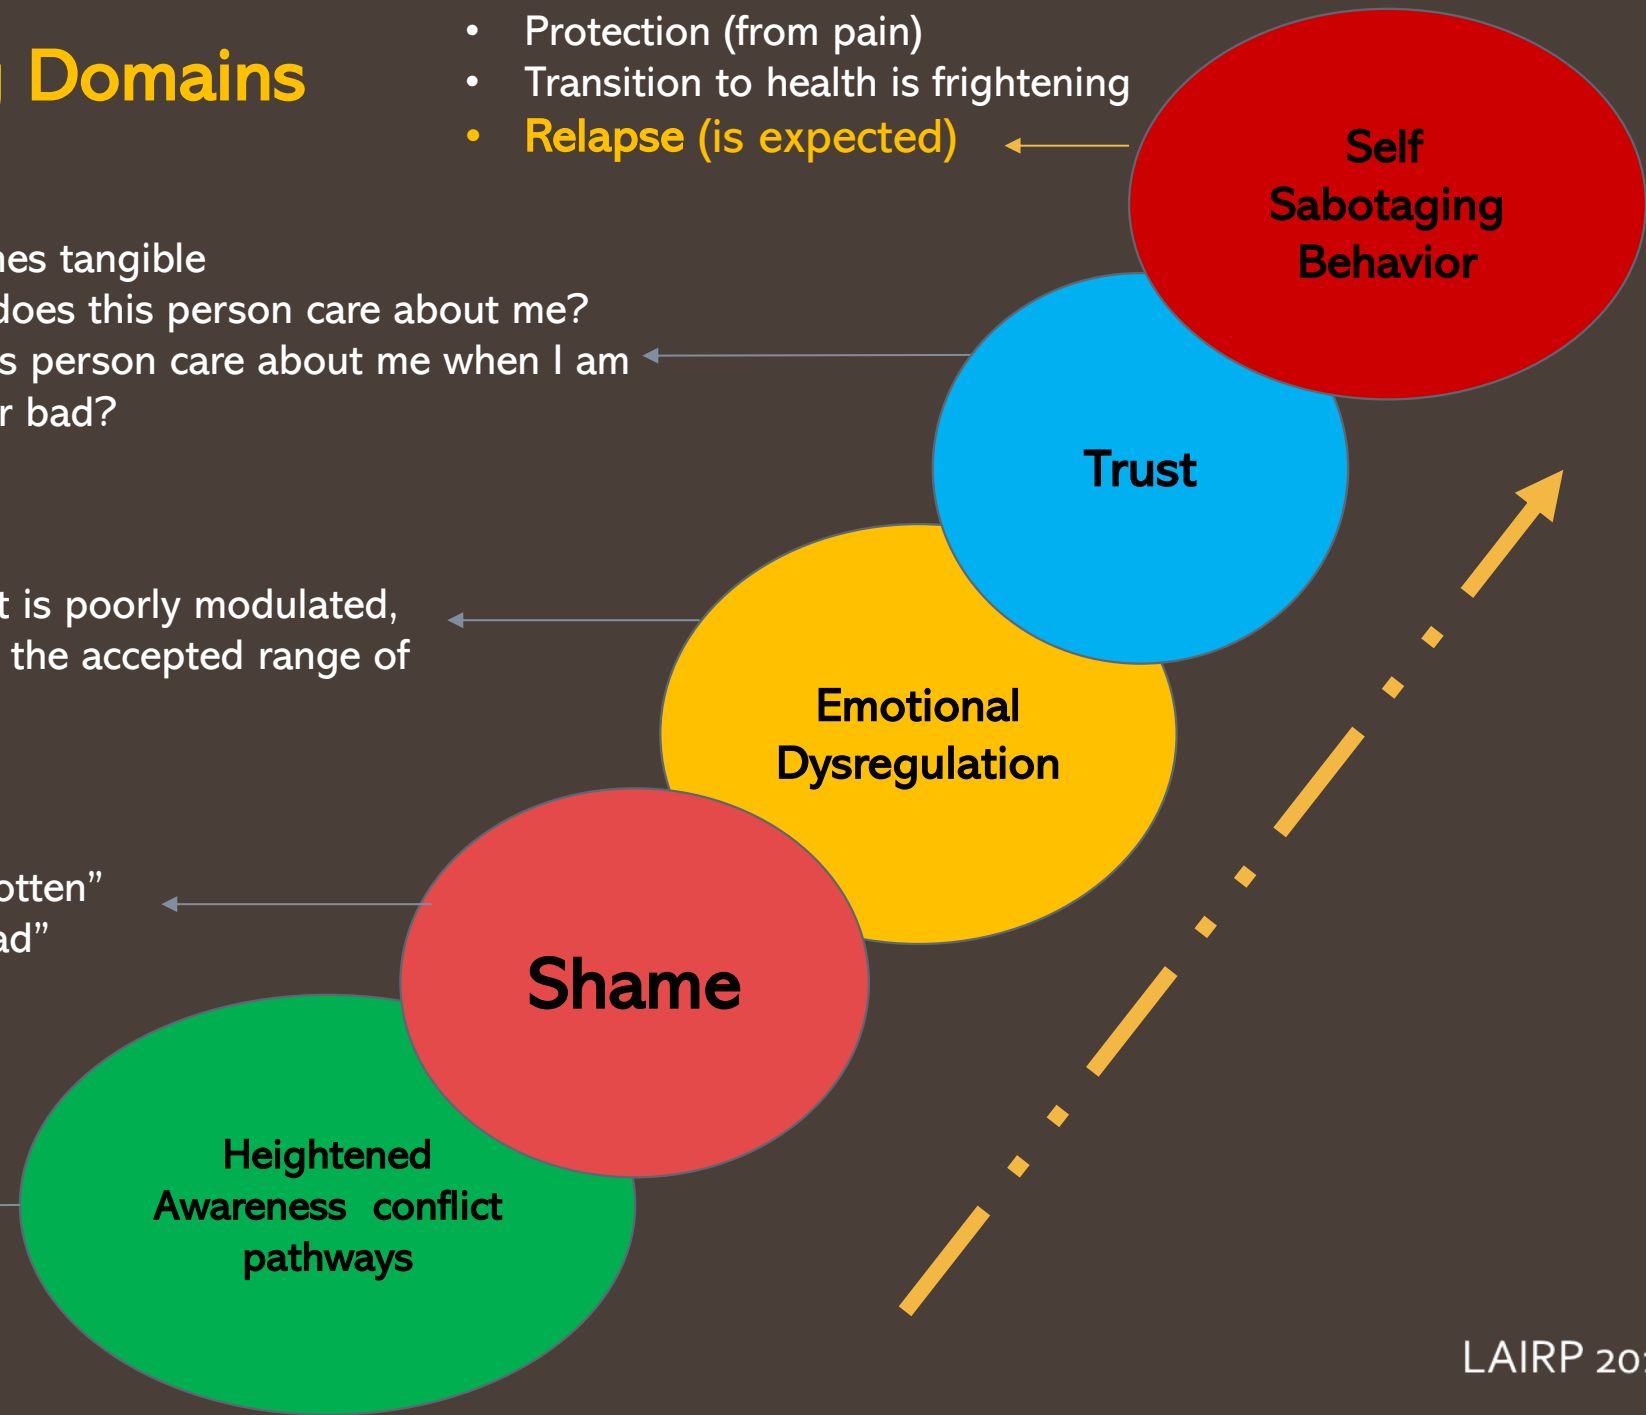 Domains
• Protection (from pain)
• Transition to health is frightening
• Relapse (is expected)
Self
Sabotaging
Behavior
tangible
does this person care about me?
person care about me when I am
bad?
Trust
is poorly modulated,
the accepted range of
Emotional
Dysregulation
Shame
Heightened
Awareness conflict
pathways
LAIRP